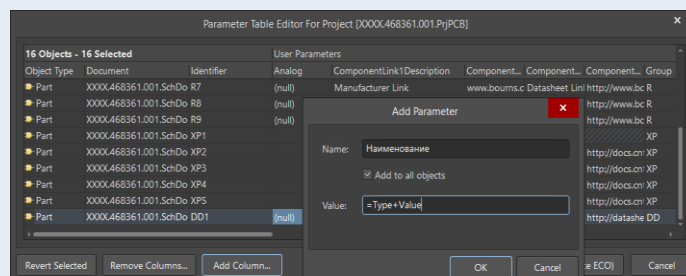 Parameter Table Editor For Project [XXXX.468361.001.PrjPCB]
16 Objects - 16 Selected User Parameters
Object Type Document Identifier Analog ComponentLink1Description Component... Component... Component... Group
Part XXXX.468361.001.SchDo R7 (null) Manufacturer Link www.bourns.c Datasheet Lin http://www.bc R
Part XXXX.468361.001.SchDo R8 (null) http://www.bc R
Part XXXX.468361.001.SchDo R9 (null) http://www.bc R
Part XXXX.468361.001.SchDo XP1 XP
Part XXXX.468361.001.SchDo XP2 http://docs.cn XP
Part XXXX.468361.001.SchDo XP3 http://docs.cn XP
Part XXXX.468361.001.SchDo XP4 http://docs.cn XP
Part XXXX.468361.001.SchDo XP5 http://docs.cn XP
Part XXXX.468361.001.SchDo DD1 (null) http://datashe DD
Add Parameter
Name: Наименование
Add to all objects
Value: =Type+Value
OK Cancel
Revert Selected Remove Columns... Add Column... e ECO) Cancel